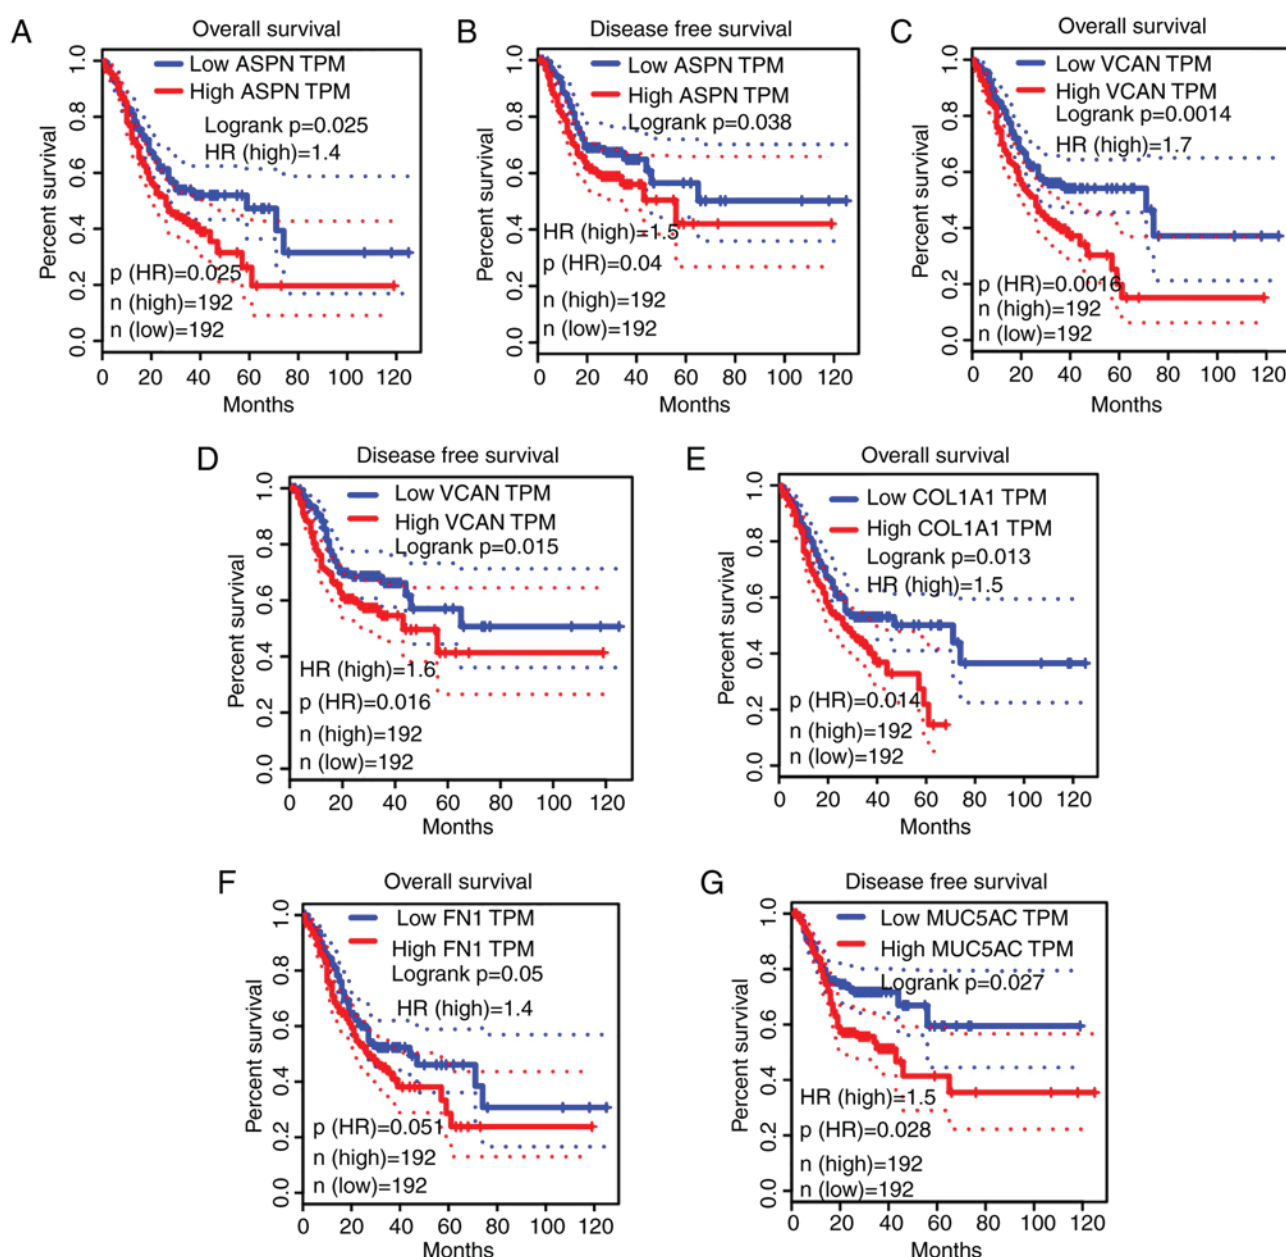 A
Overall survival
Low ASPN TPM
High ASPN TPM
Logrank p=0.025
HR (high)=1.4
p (HR)=0.025
n (high)=192
n (low)=192
Percent survival
0.0 0.2 0.4 0.6 0.8 1.0
0 20 40 60 80 100 120
Months
B
Disease free survival
Low ASPN TPM
High ASPN TPM
Logrank p=0.038
HR (high)=1.5
p (HR)=0.04
n (high)=192
n (low)=192
Percent survival
0.0 0.2 0.4 0.6 0.8 1.0
0 20 40 60 80 100 120
Months
C
Overall survival
Low VCAN TPM
High VCAN TPM
Logrank p=0.0014
HR (high)=1.7
p (HR)=0.0016
n (high)=192
n (low)=192
Percent survival
0.0 0.2 0.4 0.6 0.8 1.0
0 20 40 60 80 100 120
Months
D
Disease free survival
Low VCAN TPM
High VCAN TPM
Logrank p=0.015
HR (high)=1.6
p (HR)=0.016
n (high)=192
n (low)=192
Percent survival
0.0 0.2 0.4 0.6 0.8 1.0
0 20 40 60 80 100 120
Months
E
Overall survival
Low COL1A1 TPM
High COL1A1 TPM
Logrank p=0.013
HR (high)=1.5
p (HR)=0.014
n (high)=192
n (low)=192
Percent survival
0.0 0.2 0.4 0.6 0.8 1.0
0 20 40 60 80 100 120
Months
F
Overall survival
Low FN1 TPM
High FN1 TPM
Logrank p=0.05
HR (high)=1.4
p (HR)=0.051
n (high)=192
n (low)=192
Percent survival
0.0 0.2 0.4 0.6 0.8 1.0
0 20 40 60 80 100 120
Months
G
Disease free survival
Low MUC5AC TPM
High MUC5AC TPM
Logrank p=0.027
HR (high)=1.5
p (HR)=0.028
n (high)=192
n (low)=192
Percent survival
0.0 0.2 0.4 0.6 0.8 1.0
0 20 40 60 80 100 120
Months